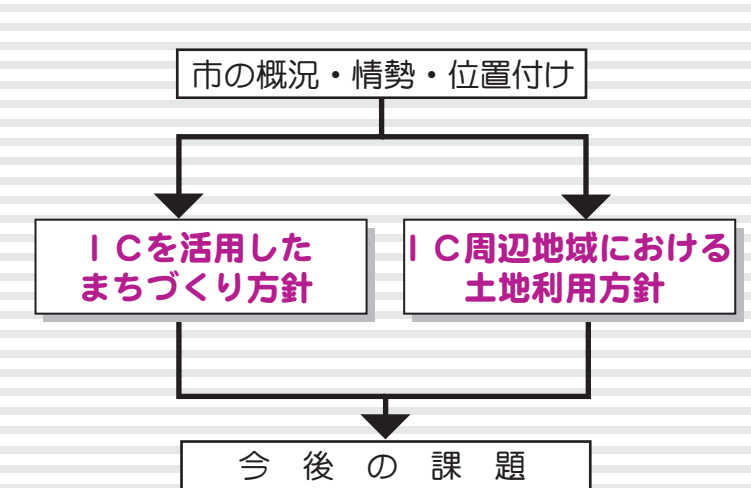 市の概況・情勢・位置付け
ＩＣを活用した
まちづくり方針
ＩＣ周辺地域における
土地利用方針
今後の課題